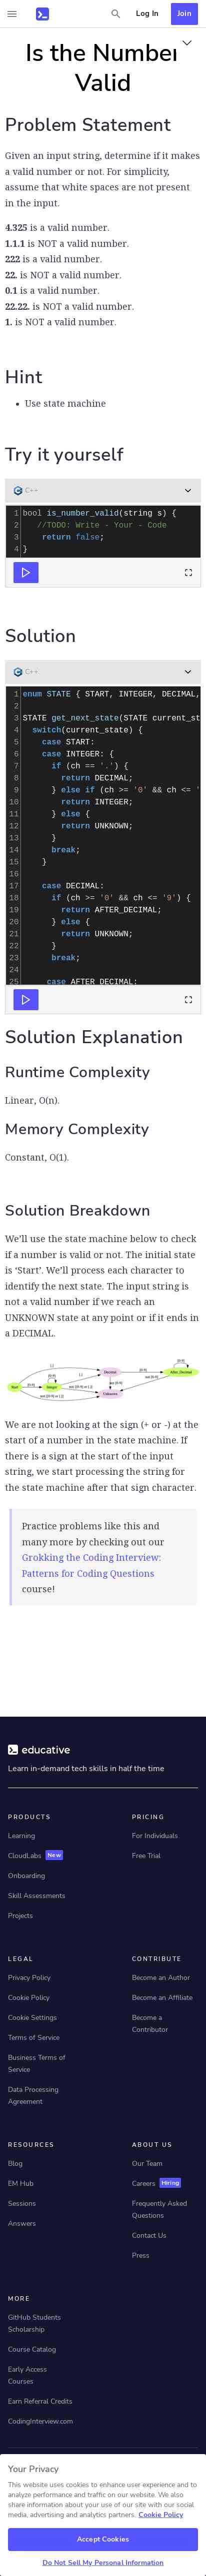 Log In
Join
Is the Number
Valid
Problem Statement
Given an input string, determine if it makes
a valid number or not. For simplicity,
assume that white spaces are not present
in the input.
4.325 is a valid number.
1.1.1 is NOT a valid number.
222 is a valid number.
22. is NOT a valid number.
0.1 is a valid number.
22.22. is NOT a valid number.
1. is NOT a valid number.
Hint
• Use state machine
Try it yourself
C++
1 bool is_number_valid(string s) {
2 //TODO: Write - Your - Code
3 return false;
4 }
Solution
C++
1 enum STATE { START, INTEGER, DECIMAL,
2
3 STATE get_next_state(STATE current_st
4 switch(current_state) {
5 case START:
6 case INTEGER: {
7 if (ch == '.') {
8 return DECIMAL;
9 } else if (ch >= '0' && ch <= '
10 return INTEGER;
11 } else {
12 return UNKNOWN;
13 }
14 break;
15 }
16
17 case DECIMAL:
18 if (ch >= '0' && ch <= '9') {
19 return AFTER_DECIMAL;
20 } else {
21 return UNKNOWN;
22 }
23 break;
24
25 case AFTER_DECIMAL:
Solution Explanation
Runtime Complexity
Linear, O(n).
Memory Complexity
Constant, O(1).
Solution Breakdown
We’ll use the state machine below to check
if a number is valid or not. The initial state
is ‘Start’. We’ll process each character to
identify the next state. The input string is
not a valid number if we reach an
UNKNOWN state at any point or if it ends in
a DECIMAL.
Start
Integer
Decimal
Unknown
After_Decimal
We are not looking at the sign (+ or -) at the
start of a number in the state machine. If
there is a sign at the start of the input
string, we start processing the string for
the state machine after that sign character.
Practice problems like this and
many more by checking out our
Grokking the Coding Interview:
Patterns for Coding Questions
course!
educative
Learn in-demand tech skills in half the time
PRODUCTS
Learning
CloudLabs New
Onboarding
Skill Assessments
Projects
PRICING
For Individuals
Free Trial
LEGAL
Privacy Policy
Cookie Policy
Cookie Settings
Terms of Service
Business Terms of
Service
Data Processing
Agreement
CONTRIBUTE
Become an Author
Become an Affiliate
Become a
Contributor
RESOURCES
Blog
EM Hub
Sessions
Answers
ABOUT US
Our Team
Careers Hiring
Frequently Asked
Questions
Contact Us
Press
MORE
GitHub Students
Scholarship
Course Catalog
Early Access
Courses
Earn Referral Credits
CodingInterview.com
Your Privacy
This website uses cookies to enhance user experience and to
analyze performance and traffic on our website. We also share
information about your use of our site with our social
media, advertising and analytics partners. Cookie Policy
Accept Cookies
Do Not Sell My Personal Information